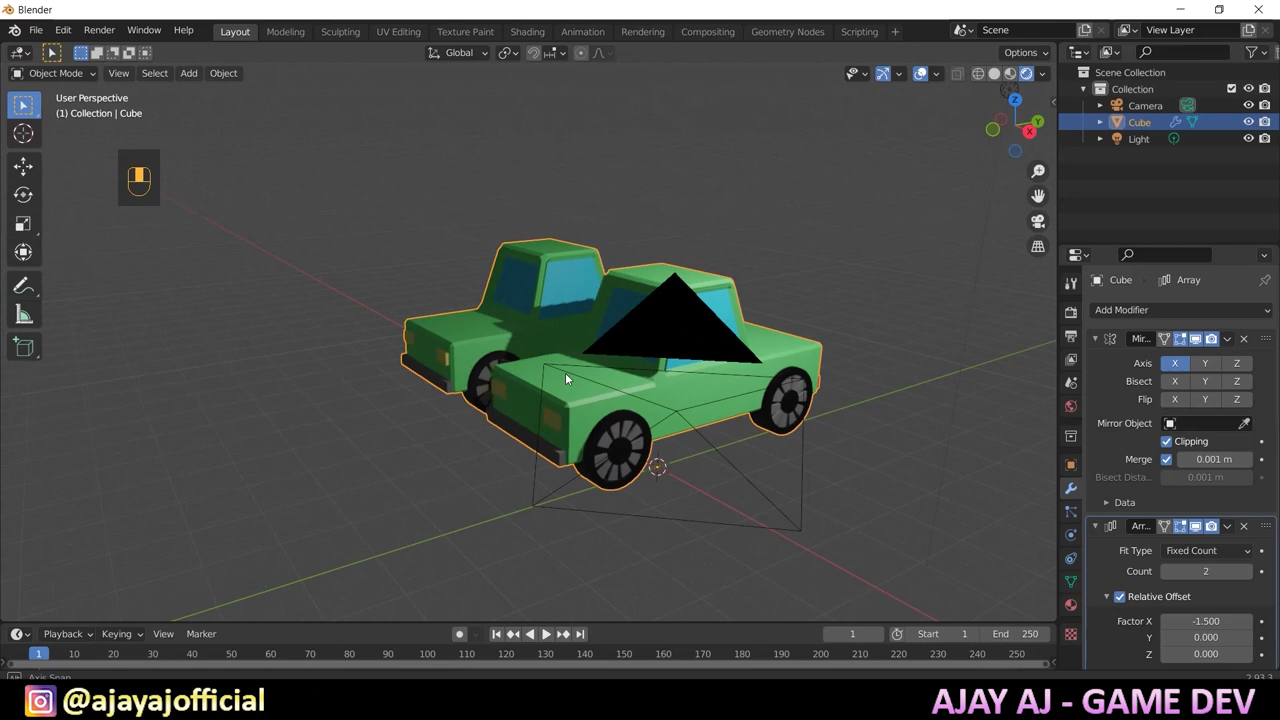 Blender
File Edit Render Window Help Layout Modeling Sculpting UV Editing Texture Paint Shading Animation Rendering Compositing Geometry Nodes Scripting + Scene View Layer
Global Options
Object Mode View Select Add Object
User Perspective
(1) Collection | Cube
Z
Y
X
Scene Collection
Collection
Camera
Cube
Light
Cube Array
Add Modifier
Mir...
Axis X Y Z
Bisect X Y Z
Flip X Y Z
Mirror Object
Clipping
Merge 0.001 m
Bisect Dista... 0.001 m
Data
Arr...
Fit Type Fixed Count
Count 2
Relative Offset
Factor X -1.500
Y 0.000
Z 0.000
Playback Keying View Marker 1 Start 1 End 250
1 10 20 30 40 50 60 70 80 90 100 110 120 130 140 150 160 170 180 190 200 210 220 230 240 250
Axis Snap
2.93.3
@ajayajofficial
AJAY AJ - GAME DEV